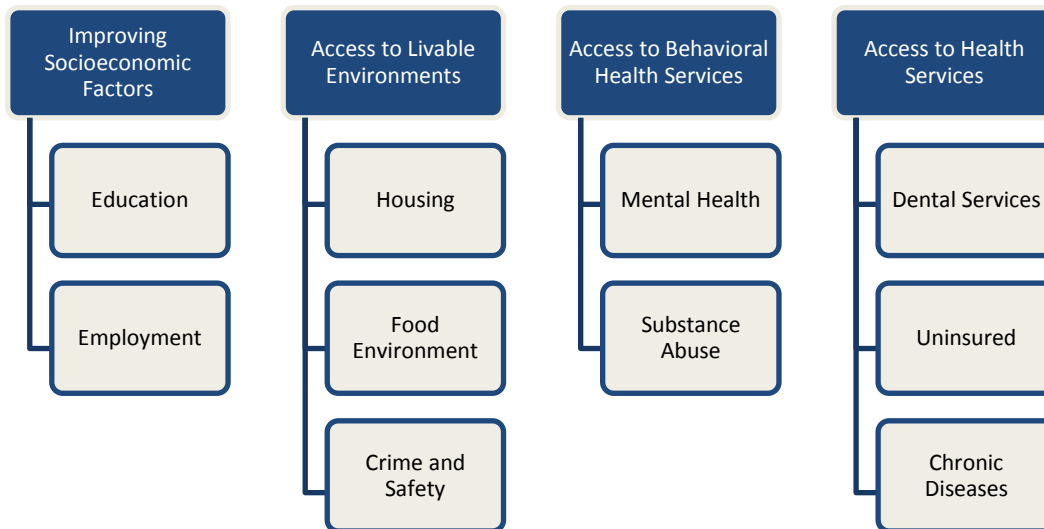 Improving
Socioeconomic
Factors
Education
Employment
Access to Livable
Environments
Housing
Food
Environment
Crime and
Safety
Access to Behavioral
Health Services
Mental Health
Substance
Abuse
Access to Health
Services
Dental Services
Uninsured
Chronic
Diseases